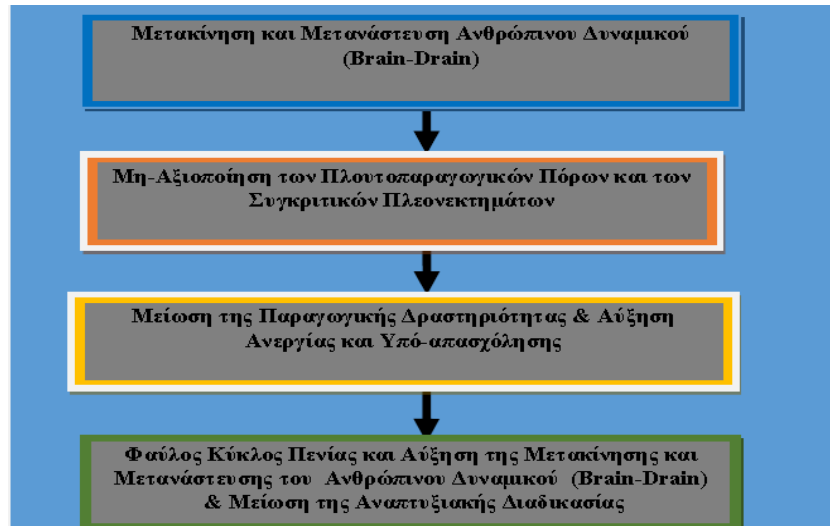 Μετακίνηση και Μετανάστευση Ανθρώπινου Δυναμικού
(Brain-Drain)
Μη-Αξιοποίηση των Πλουτοπαραγωγικών Πόρων και των
Συγκριτικών Πλεονεκτημάτων
Μείωση της Παραγωγικής Δραστηριότητας & Αύξηση
Ανεργίας και Υπό-απασχόλησης
Φαύλος Κύκλος Πενίας και Αύξηση της Μετακίνησης και
Μετανάστευσης του Ανθρώπινου Δυναμικού (Brain-Drain)
& Μείωση της Αναπτυξιακής Διαδικασίας